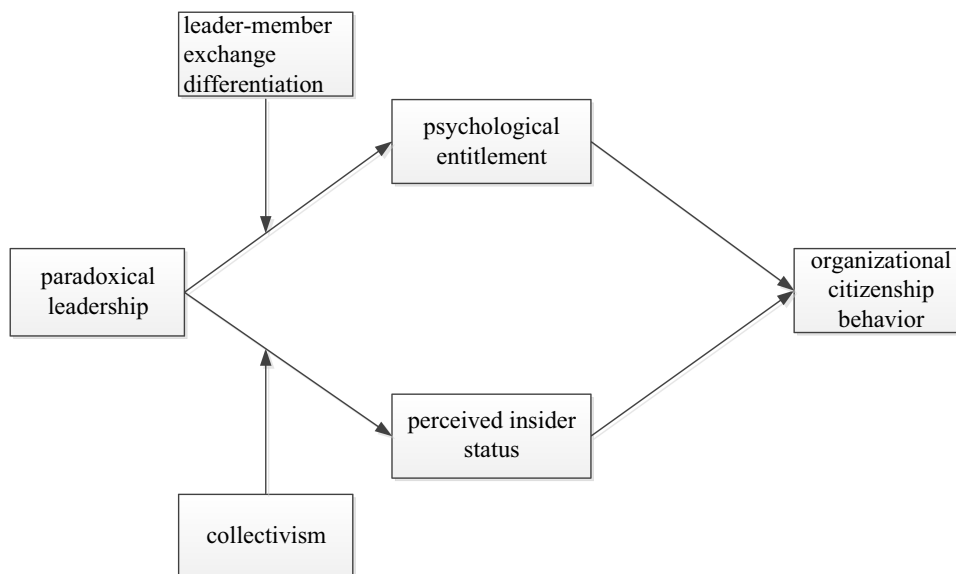 leader-member
exchange
differentiation
psychological
entitlement
paradoxical
leadership
organizational
citizenship
behavior
perceived insider
status
collectivism